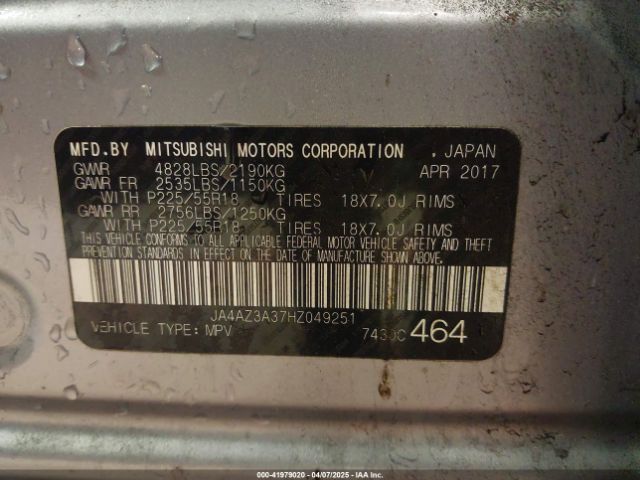 MFD.BY MITSUBISHI MOTORS CORPORATION , JAPAN
GVWR 4828LBS/2190KG APR 2017
GAWR FR 2535LBS/1150KG
WITH P225/55R18 TIRES 18X7.0J RIMS
GAWR RR 2756LBS/1250KG
WITH P225/55R18 TIRES 18X7.0J RIMS
THIS VEHICLE CONFORMS TO ALL APPLICABLE FEDERAL MOTOR VEHICLE SAFETY AND THEFT
PREVENTION STANDARDS IN EFFECT ON THE DATE OF MANUFACTURE SHOWN ABOVE.
JA4AZ3A37HZ049251
VEHICLE TYPE: MPV 7430C 464
000-41979020 - 04/07/2025 - IAA Inc.